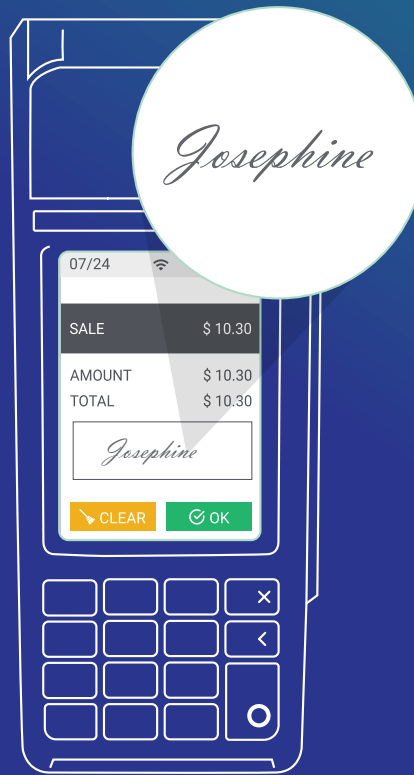 Josephine
07/24
SALE $ 10.30
AMOUNT $ 10.30
TOTAL $ 10.30
Josephine
CLEAR OK